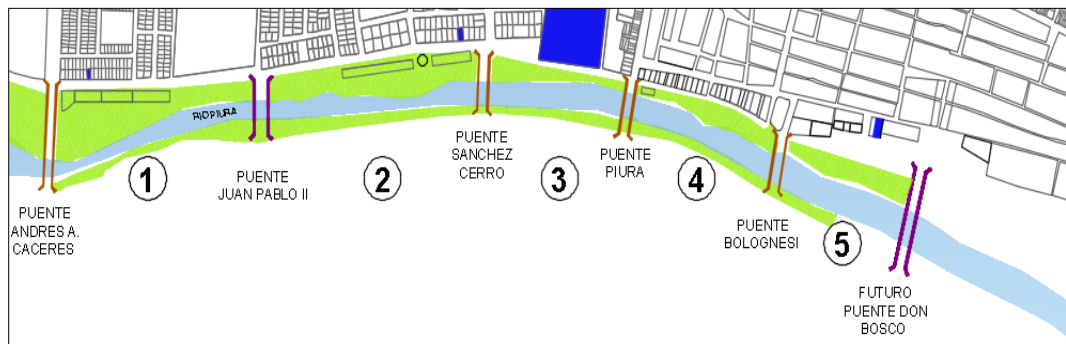 RIO PIURA
1
2
3
4
5
PUENTE
ANDRES A.
CACERES
PUENTE
JUAN PABLO II
PUENTE
SANCHEZ
CERRO
PUENTE
PIURA
PUENTE
BOLOGNESI
FUTURO
PUENTE DON
BOSCO